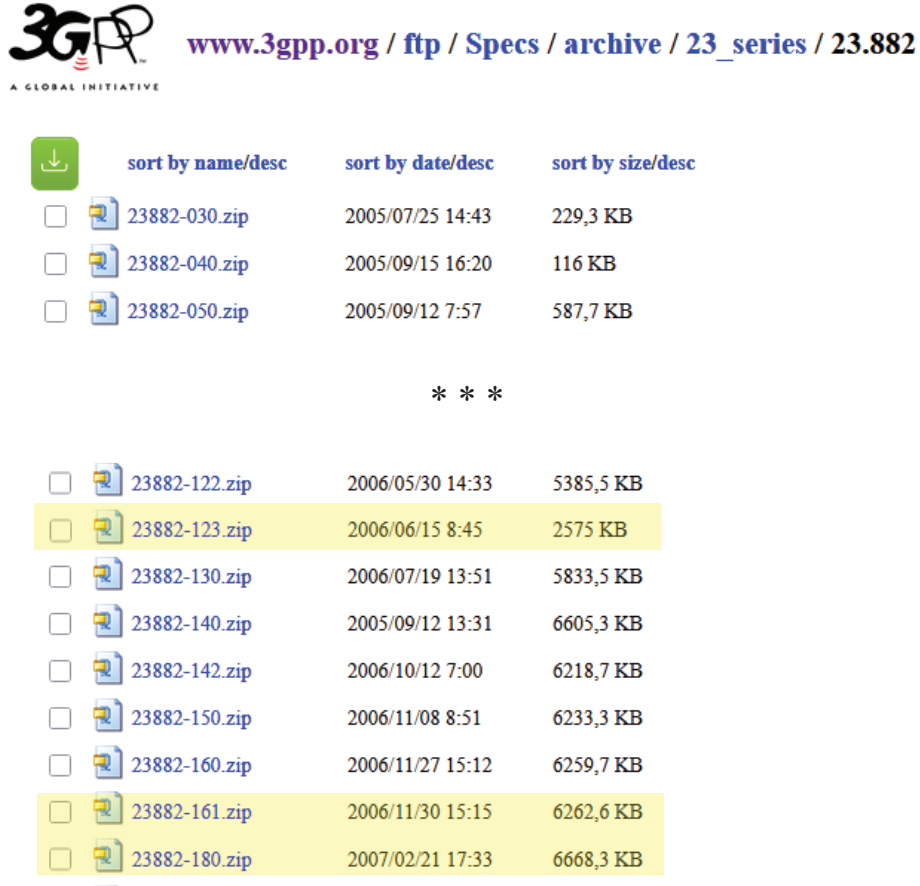 3GPP™ www.3gpp.org / ftp / Specs / archive / 23_series / 23.882
A GLOBAL INITIATIVE
sort by name/desc sort by date/desc sort by size/desc
23882-030.zip 2005/07/25 14:43 229,3 KB
23882-040.zip 2005/09/15 16:20 116 KB
23882-050.zip 2005/09/12 7:57 587,7 KB
* * *
23882-122.zip 2006/05/30 14:33 5385,5 KB
23882-123.zip 2006/06/15 8:45 2575 KB
23882-130.zip 2006/07/19 13:51 5833,5 KB
23882-140.zip 2005/09/12 13:31 6605,3 KB
23882-142.zip 2006/10/12 7:00 6218,7 KB
23882-150.zip 2006/11/08 8:51 6233,3 KB
23882-160.zip 2006/11/27 15:12 6259,7 KB
23882-161.zip 2006/11/30 15:15 6262,6 KB
23882-180.zip 2007/02/21 17:33 6668,3 KB